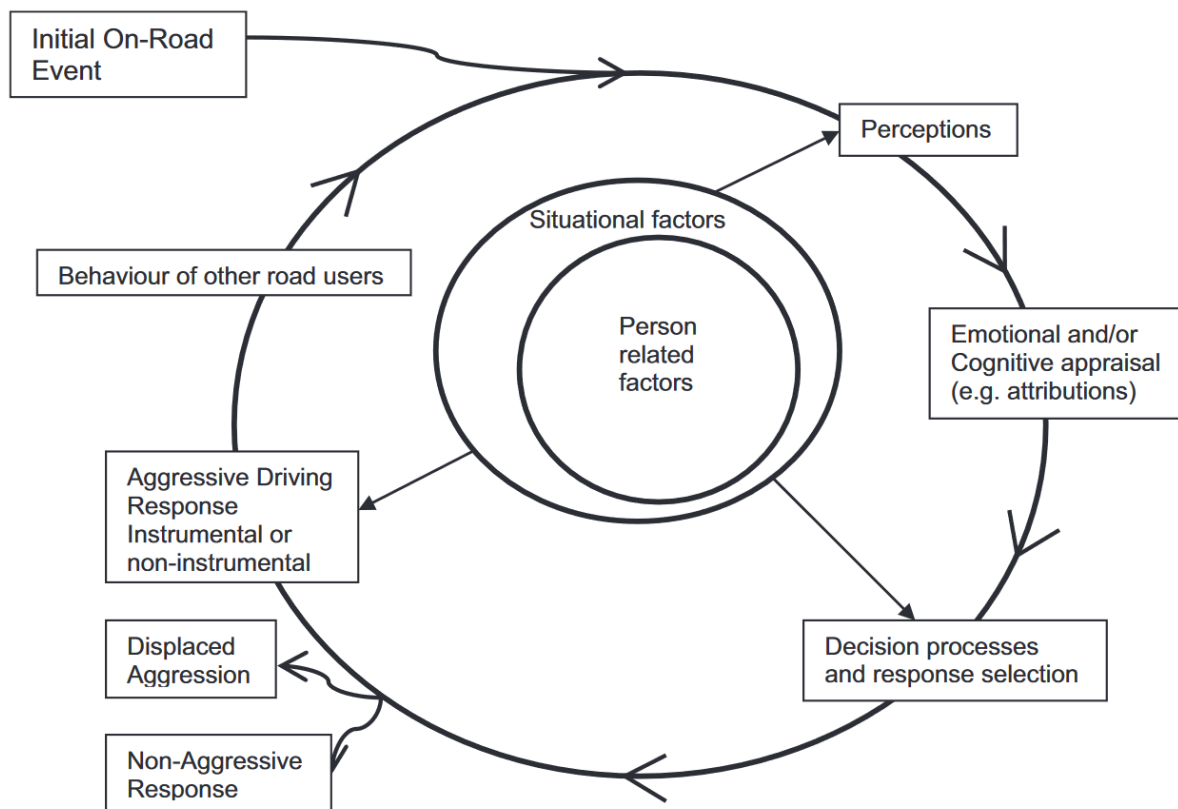 Initial On-Road
Event
Perceptions
Situational factors
Behaviour of other road users
Person
related
factors
Emotional and/or
Cognitive appraisal
(e.g. attributions)
Aggressive Driving
Response
Instrumental or
non-instrumental
Displaced
Aggression
Decision processes
and response selection
Non-Aggressive
Response